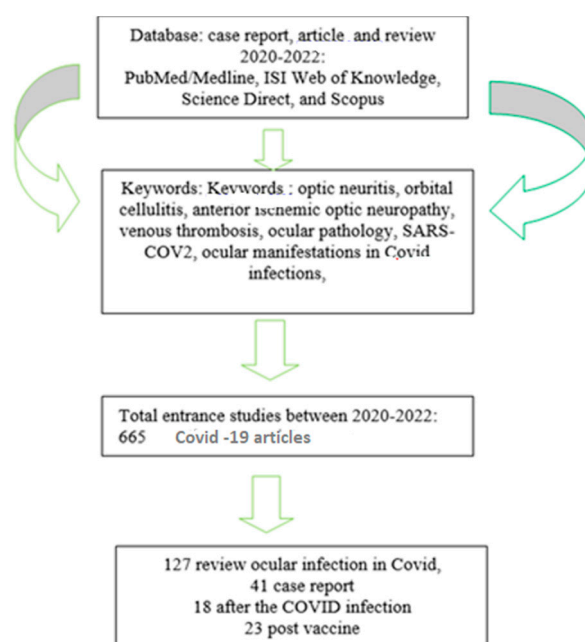 Database: case report, article and review
2020-2022:
PubMed/Medline, ISI Web of Knowledge,
Science Direct, and Scopus
Keywords: Keywords : optic neuritis, orbital
cellulitis, anterior ischemic optic neuropathy,
venous thrombosis, ocular pathology, SARS-
COV2, ocular manifestations in Covid
infections,
Total entrance studies between 2020-2022:
665 Covid -19 artícles
127 review ocular infection in Covid,
41 case report
18 after the COVID infection
23 post vaccine